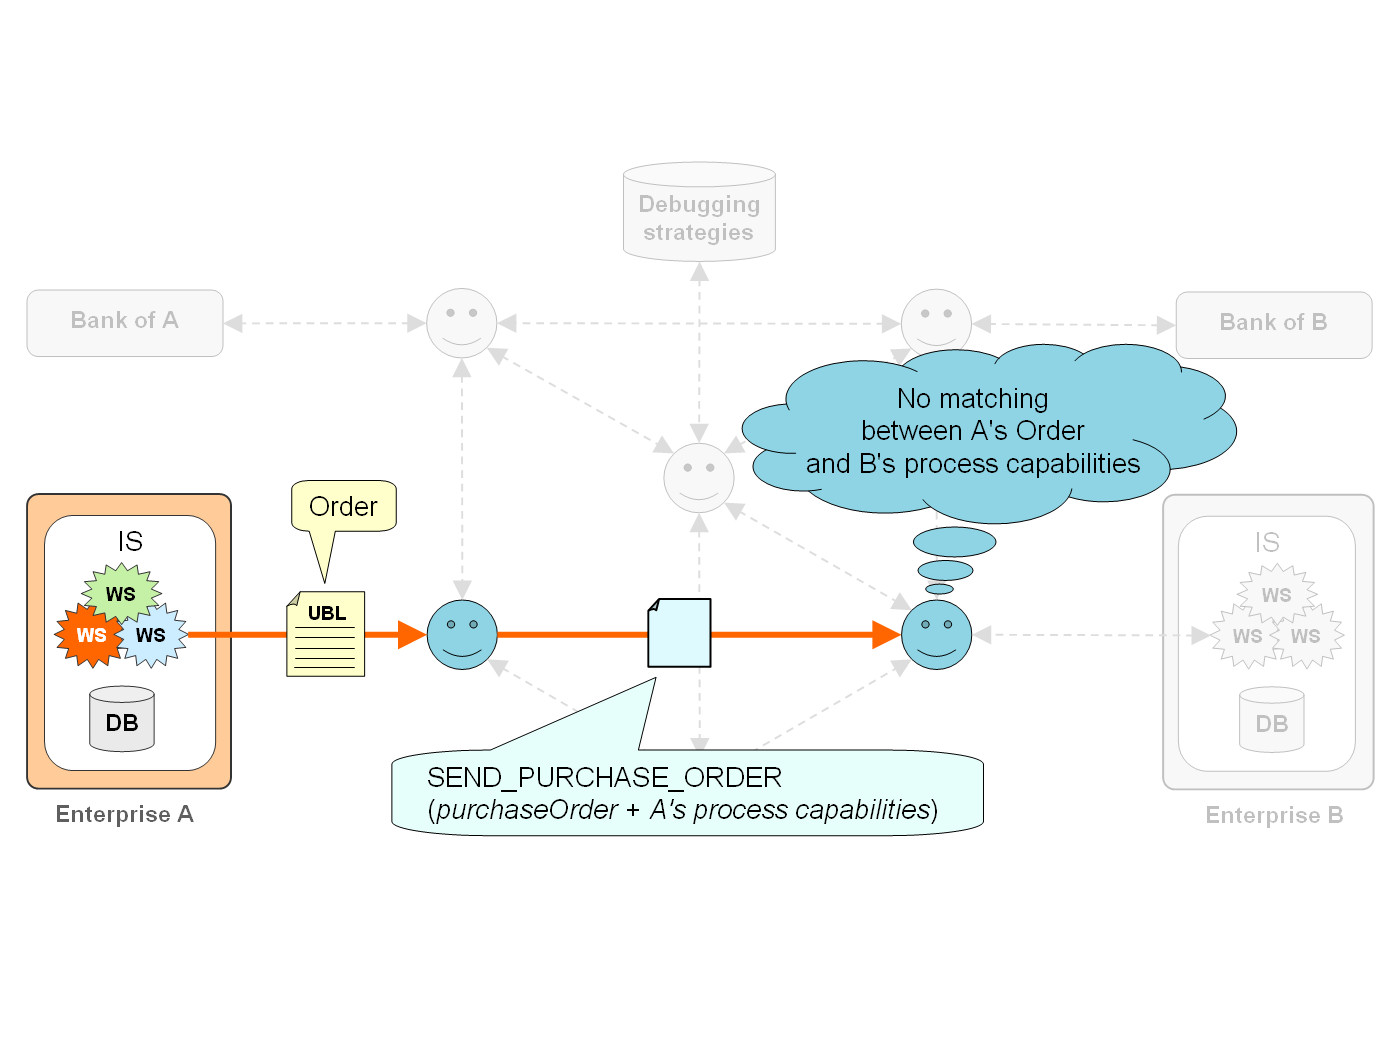 Debugging
strategies
Bank of A
Bank of B
No matching
between A's Order
and B's process capabilities
Order
IS
WS
WS
WS
DB
UBL
IS
WS
WS
WS
DB
SEND_PURCHASE_ORDER
(purchaseOrder + A's process capabilities)
Enterprise A
Enterprise B